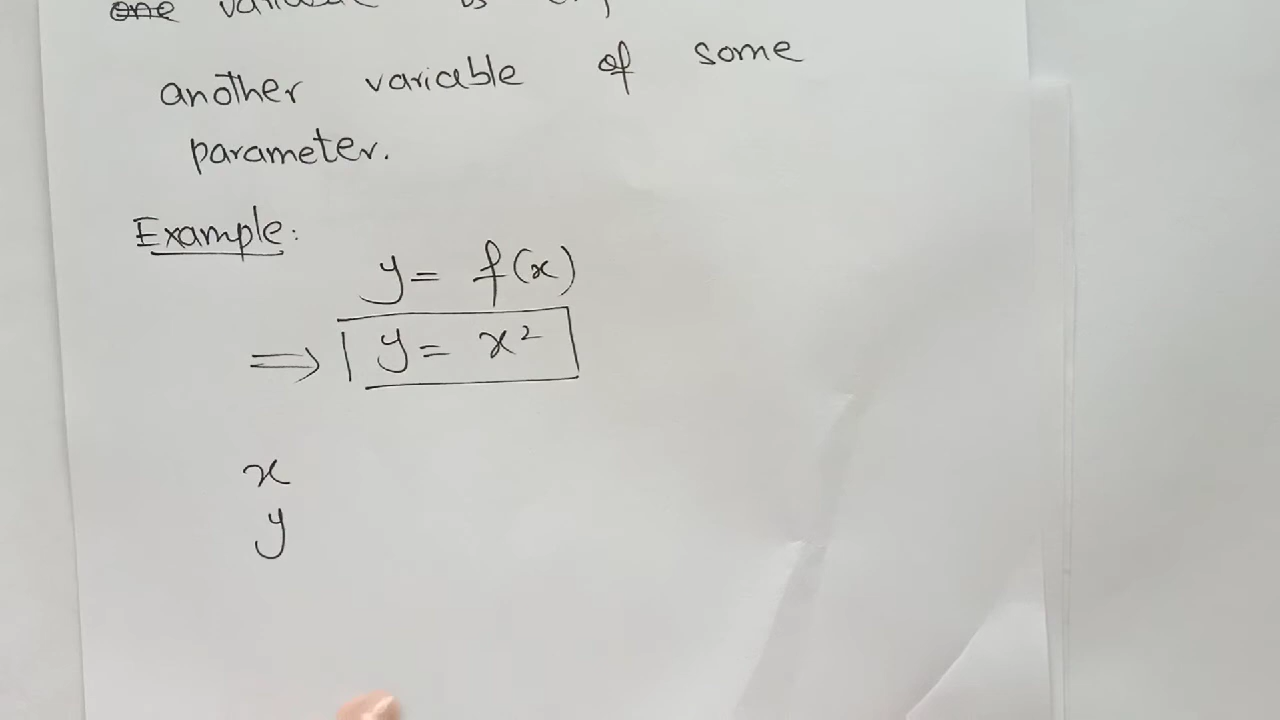 another variable of some
parameter.
Example:
y = f(x)
⇒ y = x²
x
y